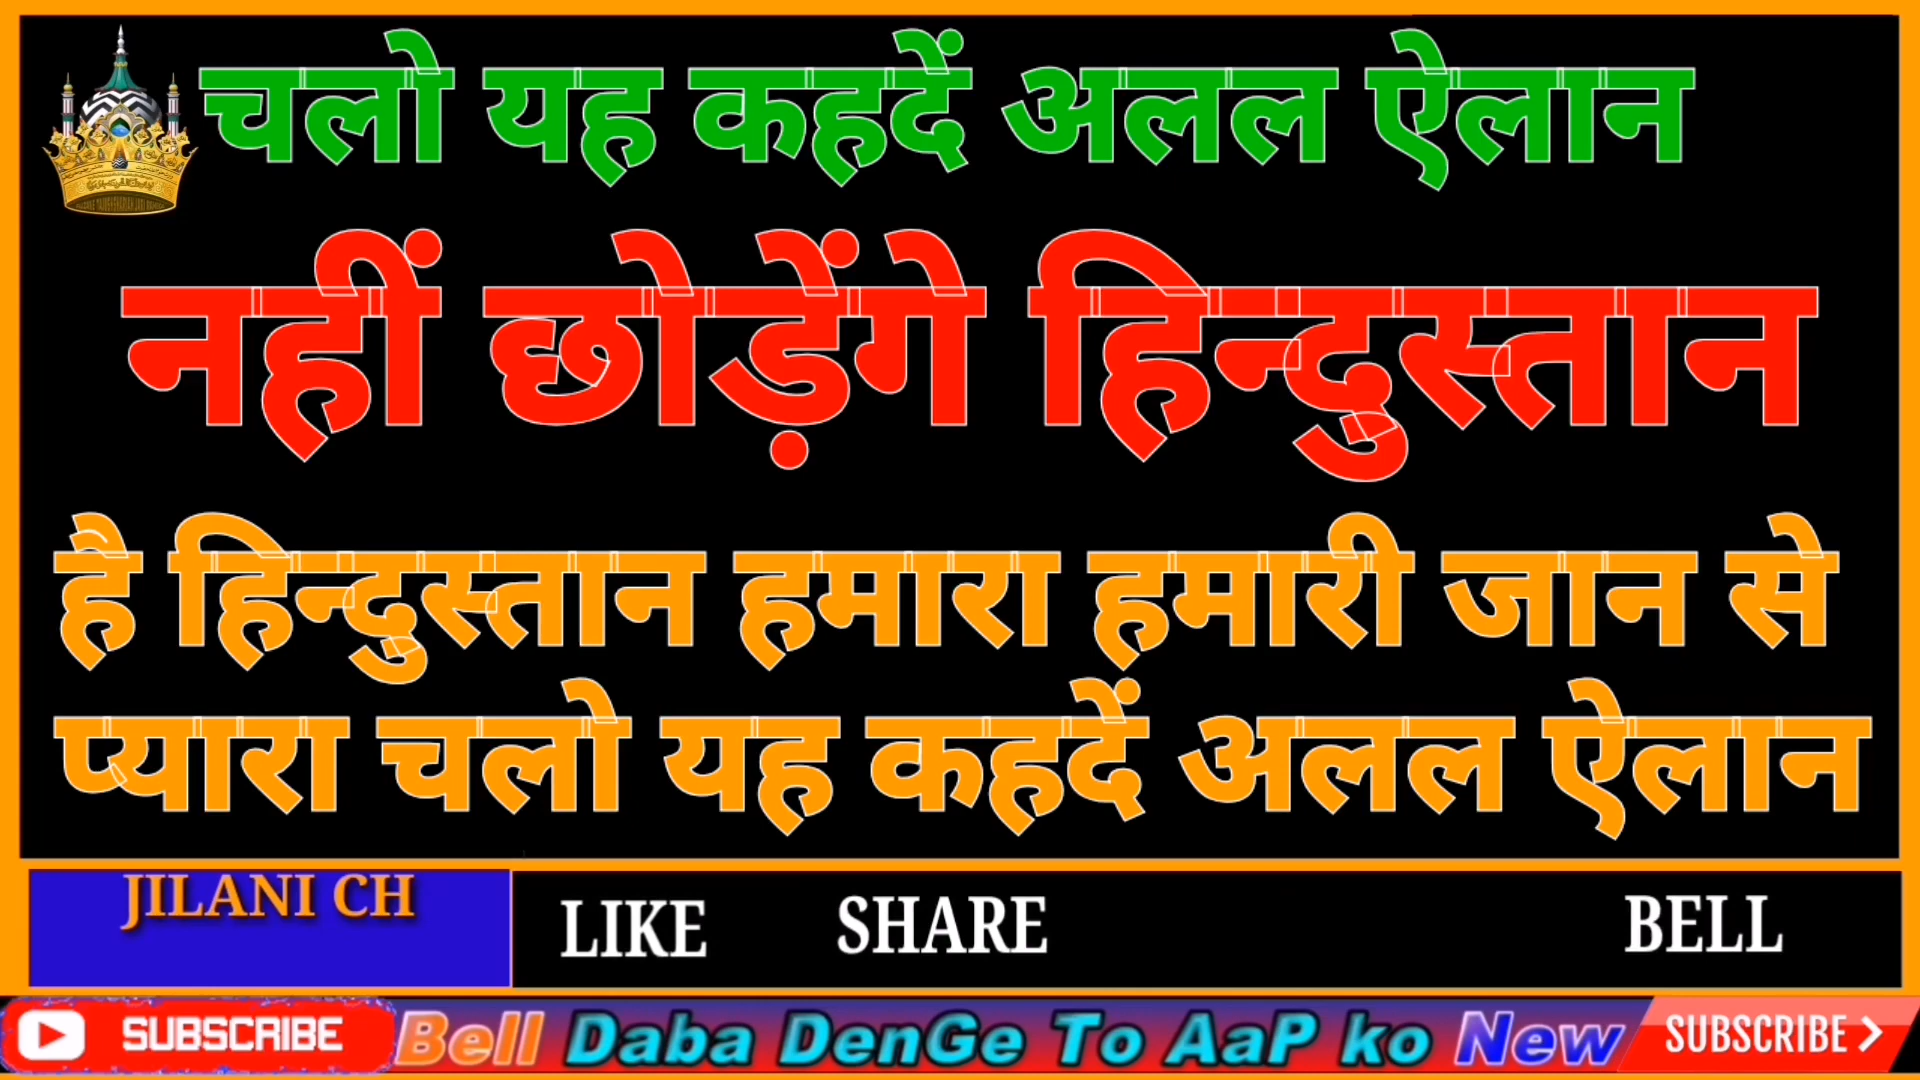 चलो यह कहदें अलल ऐलान
नहीं छोड़ेंगे हिन्दुस्तान
है हिन्दुस्तान हमारा हमारी जान से
प्यारा चलो यह कहदें अलल ऐलान
JILANI CH
LIKE SHARE BELL
SUBSCRIBE Bell Daba DenGe To AaP ko New SUBSCRIBE